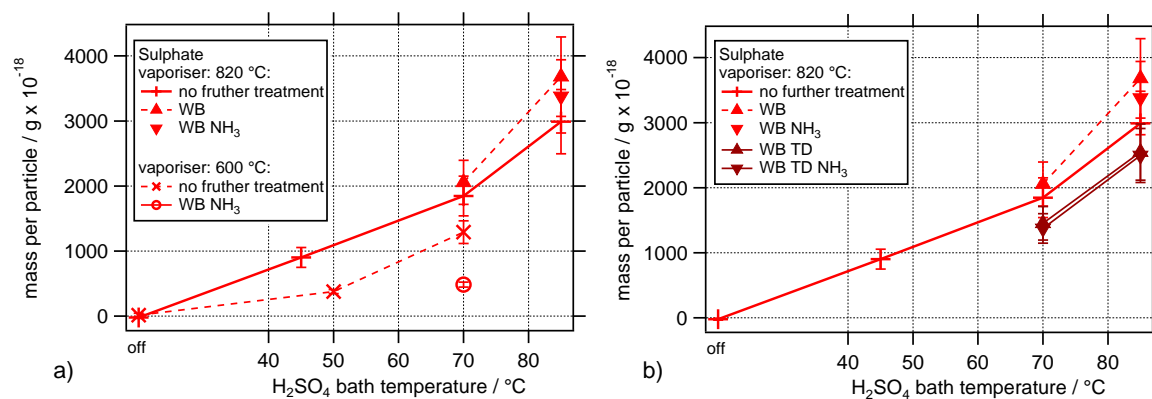 Sulphate
vaporiser: 820 °C:
no fruther treatment
WB
WB NH3
vaporiser: 600 °C:
no fruther treatment
WB NH3
mass per particle / g x 10-18
4000
3000
2000
1000
0
off
40
50
60
70
80
H2SO4 bath temperature / °C
a)
Sulphate
vaporiser: 820 °C:
no further treatment
WB
WB NH3
WB TD
WB TD NH3
mass per particle / g x 10-18
4000
3000
2000
1000
0
off
40
50
60
70
80
H2SO4 bath temperature / °C
b)